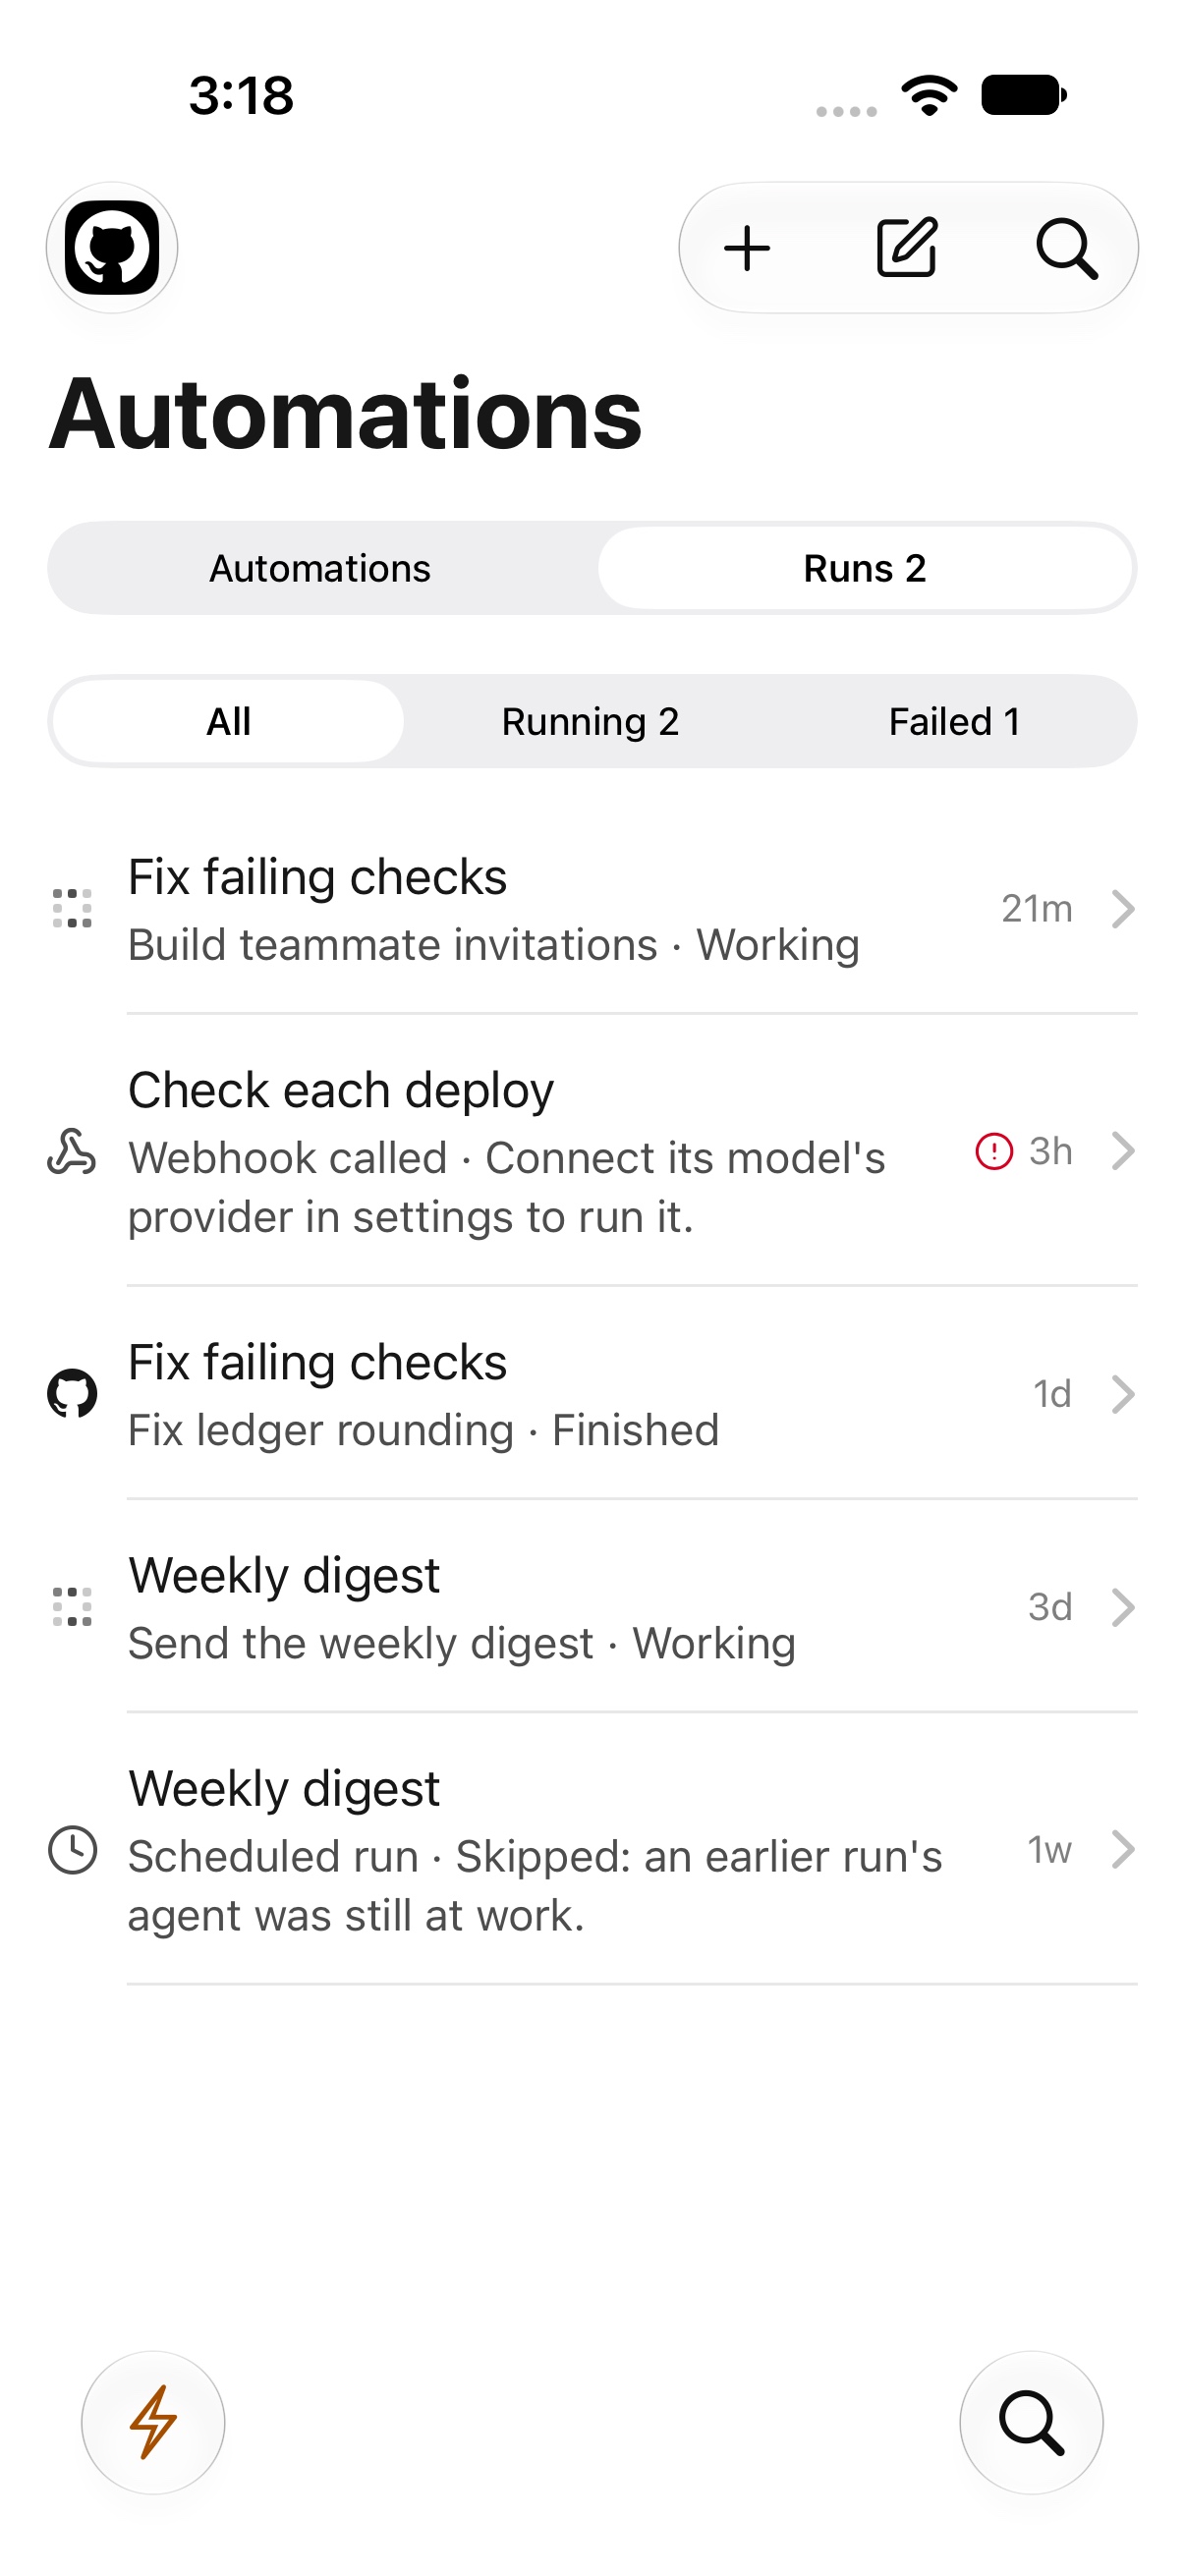 3:18
Automations
Automations
Runs 2
All
Running 2
Failed 1
Fix failing checks
Build teammate invitations · Working
21m
Check each deploy
Webhook called · Connect its model's
provider in settings to run it.
3h
Fix failing checks
Fix ledger rounding · Finished
1d
Weekly digest
Send the weekly digest · Working
3d
Weekly digest
Scheduled run · Skipped: an earlier run's
agent was still at work.
1w